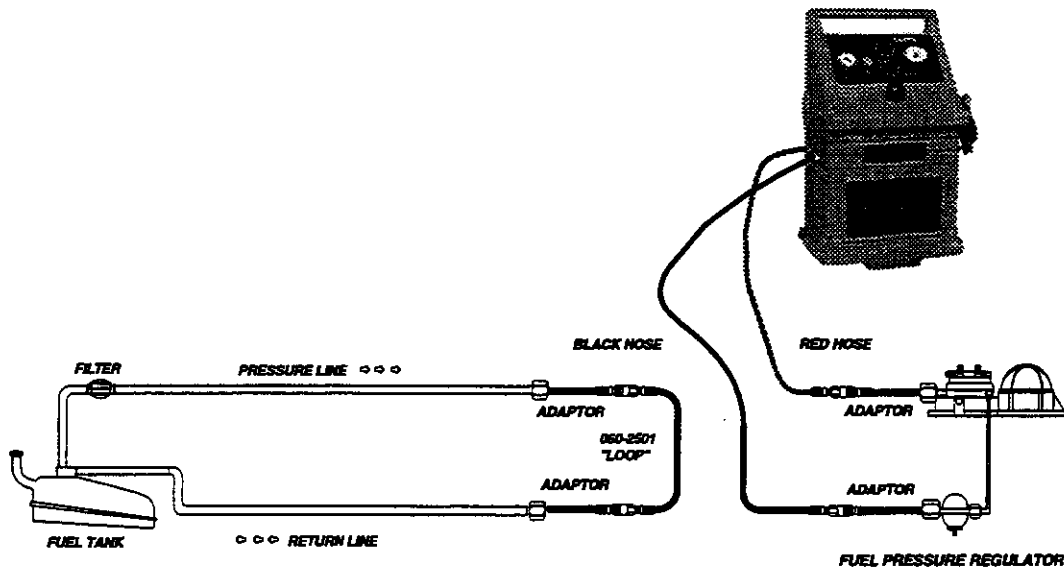 BLACK HOSE
RED HOSE
FILTER
PRESSURE LINE
ADAPTOR
ADAPTOR
060-2501
"LOOP"
ADAPTOR
ADAPTOR
FUEL TANK
RETURN LINE
FUEL PRESSURE REGULATOR